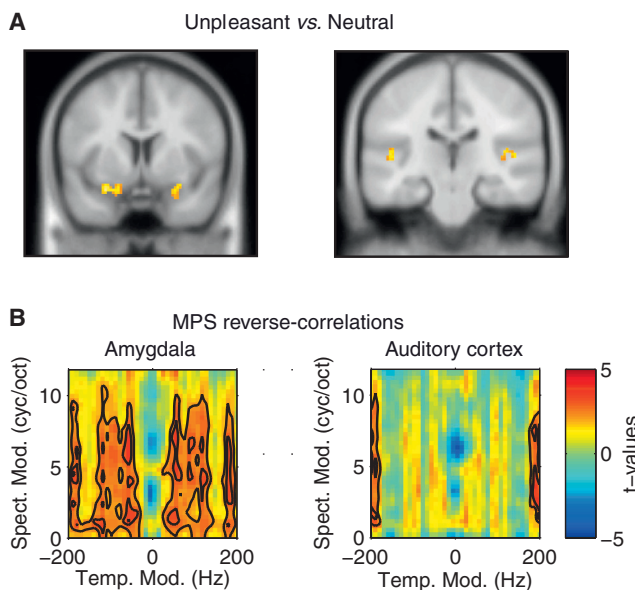 A
Unpleasant vs. Neutral
B
MPS reverse-correlations
Amygdala
Auditory cortex
Spect. Mod. (cyc/oct)
10
5
0
−200
0
200
Temp. Mod. (Hz)
Spect. Mod. (cyc/oct)
10
5
0
−200
0
200
Temp. Mod. (Hz)
5
0
−5
t−values